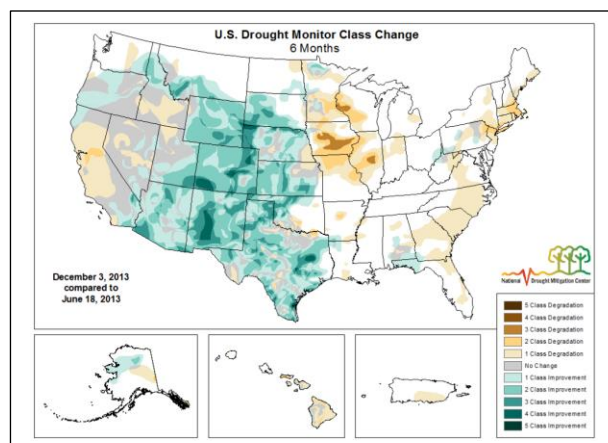 U.S. Drought Monitor Class Change
6 Months
December 3, 2013
compared to
June 18, 2013
National Drought Mitigation Center
5 Class Degradation
4 Class Degradation
3 Class Degradation
2 Class Degradation
1 Class Degradation
No Change
1 Class Improvement
2 Class Improvement
3 Class Improvement
4 Class Improvement
5 Class Improvement